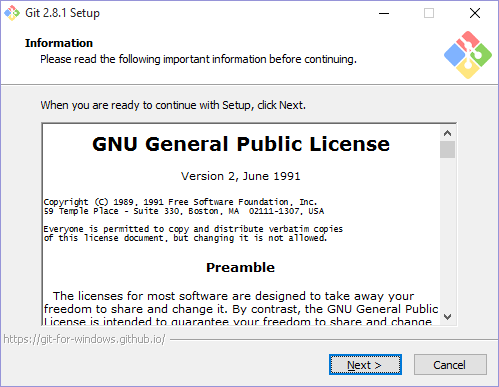 Git 2.8.1 Setup
Information
Please read the following important information before continuing.
When you are ready to continue with Setup, click Next.
GNU General Public License
Version 2, June 1991
Copyright (C) 1989, 1991 Free Software Foundation, Inc.
59 Temple Place - Suite 330, Boston, MA  02111-1307, USA
Everyone is permitted to copy and distribute verbatim copies
of this license document, but changing it is not allowed.
Preamble
The licenses for most software are designed to take away your
freedom to share and change it. By contrast, the GNU General Public
License is intended to guarantee your freedom to share and change
https://git-for-windows.github.io/
Next >
Cancel